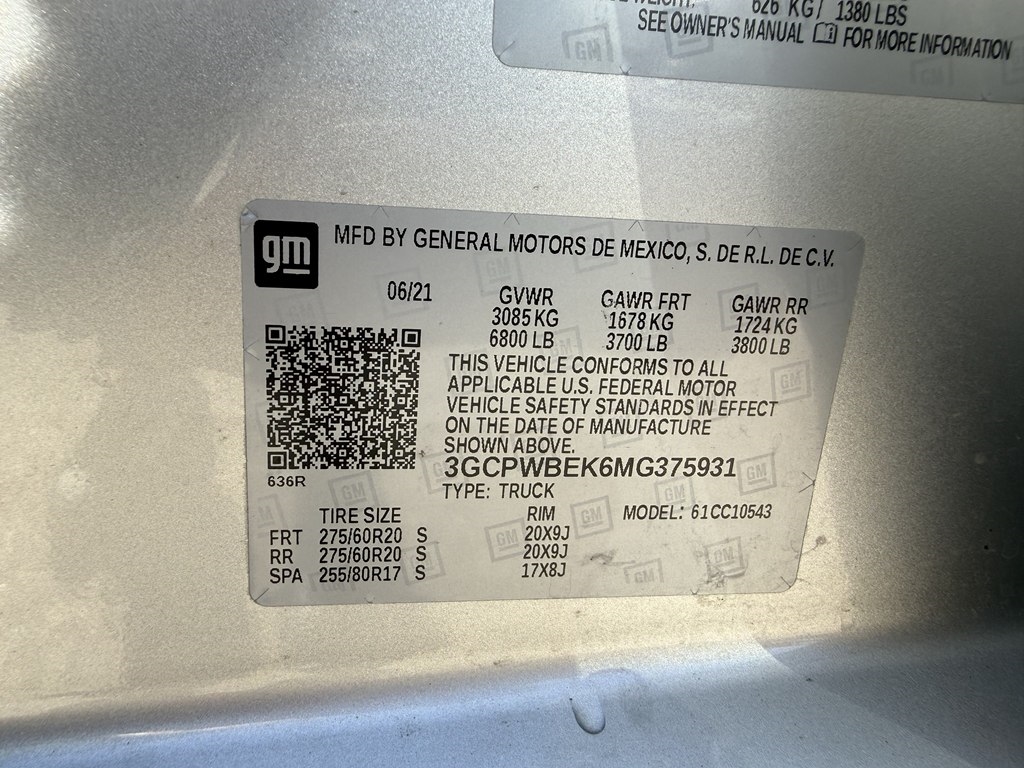 626 KG / 1380 LBS
SEE OWNER'S MANUAL FOR MORE INFORMATION
gm
MFD BY GENERAL MOTORS DE MEXICO, S. DE R.L. DE C.V.
06/21 GVWR GAWR FRT GAWR RR
3085 KG 1678 KG 1724 KG
6800 LB 3700 LB 3800 LB
THIS VEHICLE CONFORMS TO ALL
APPLICABLE U.S. FEDERAL MOTOR
VEHICLE SAFETY STANDARDS IN EFFECT
ON THE DATE OF MANUFACTURE
SHOWN ABOVE.
3GCPWBEK6MG375931
636R
TYPE: TRUCK
TIRE SIZE RIM MODEL: 61CC10543
FRT 275/60R20 S 20X9J
RR 275/60R20 S 20X9J
SPA 255/80R17 S 17X8J